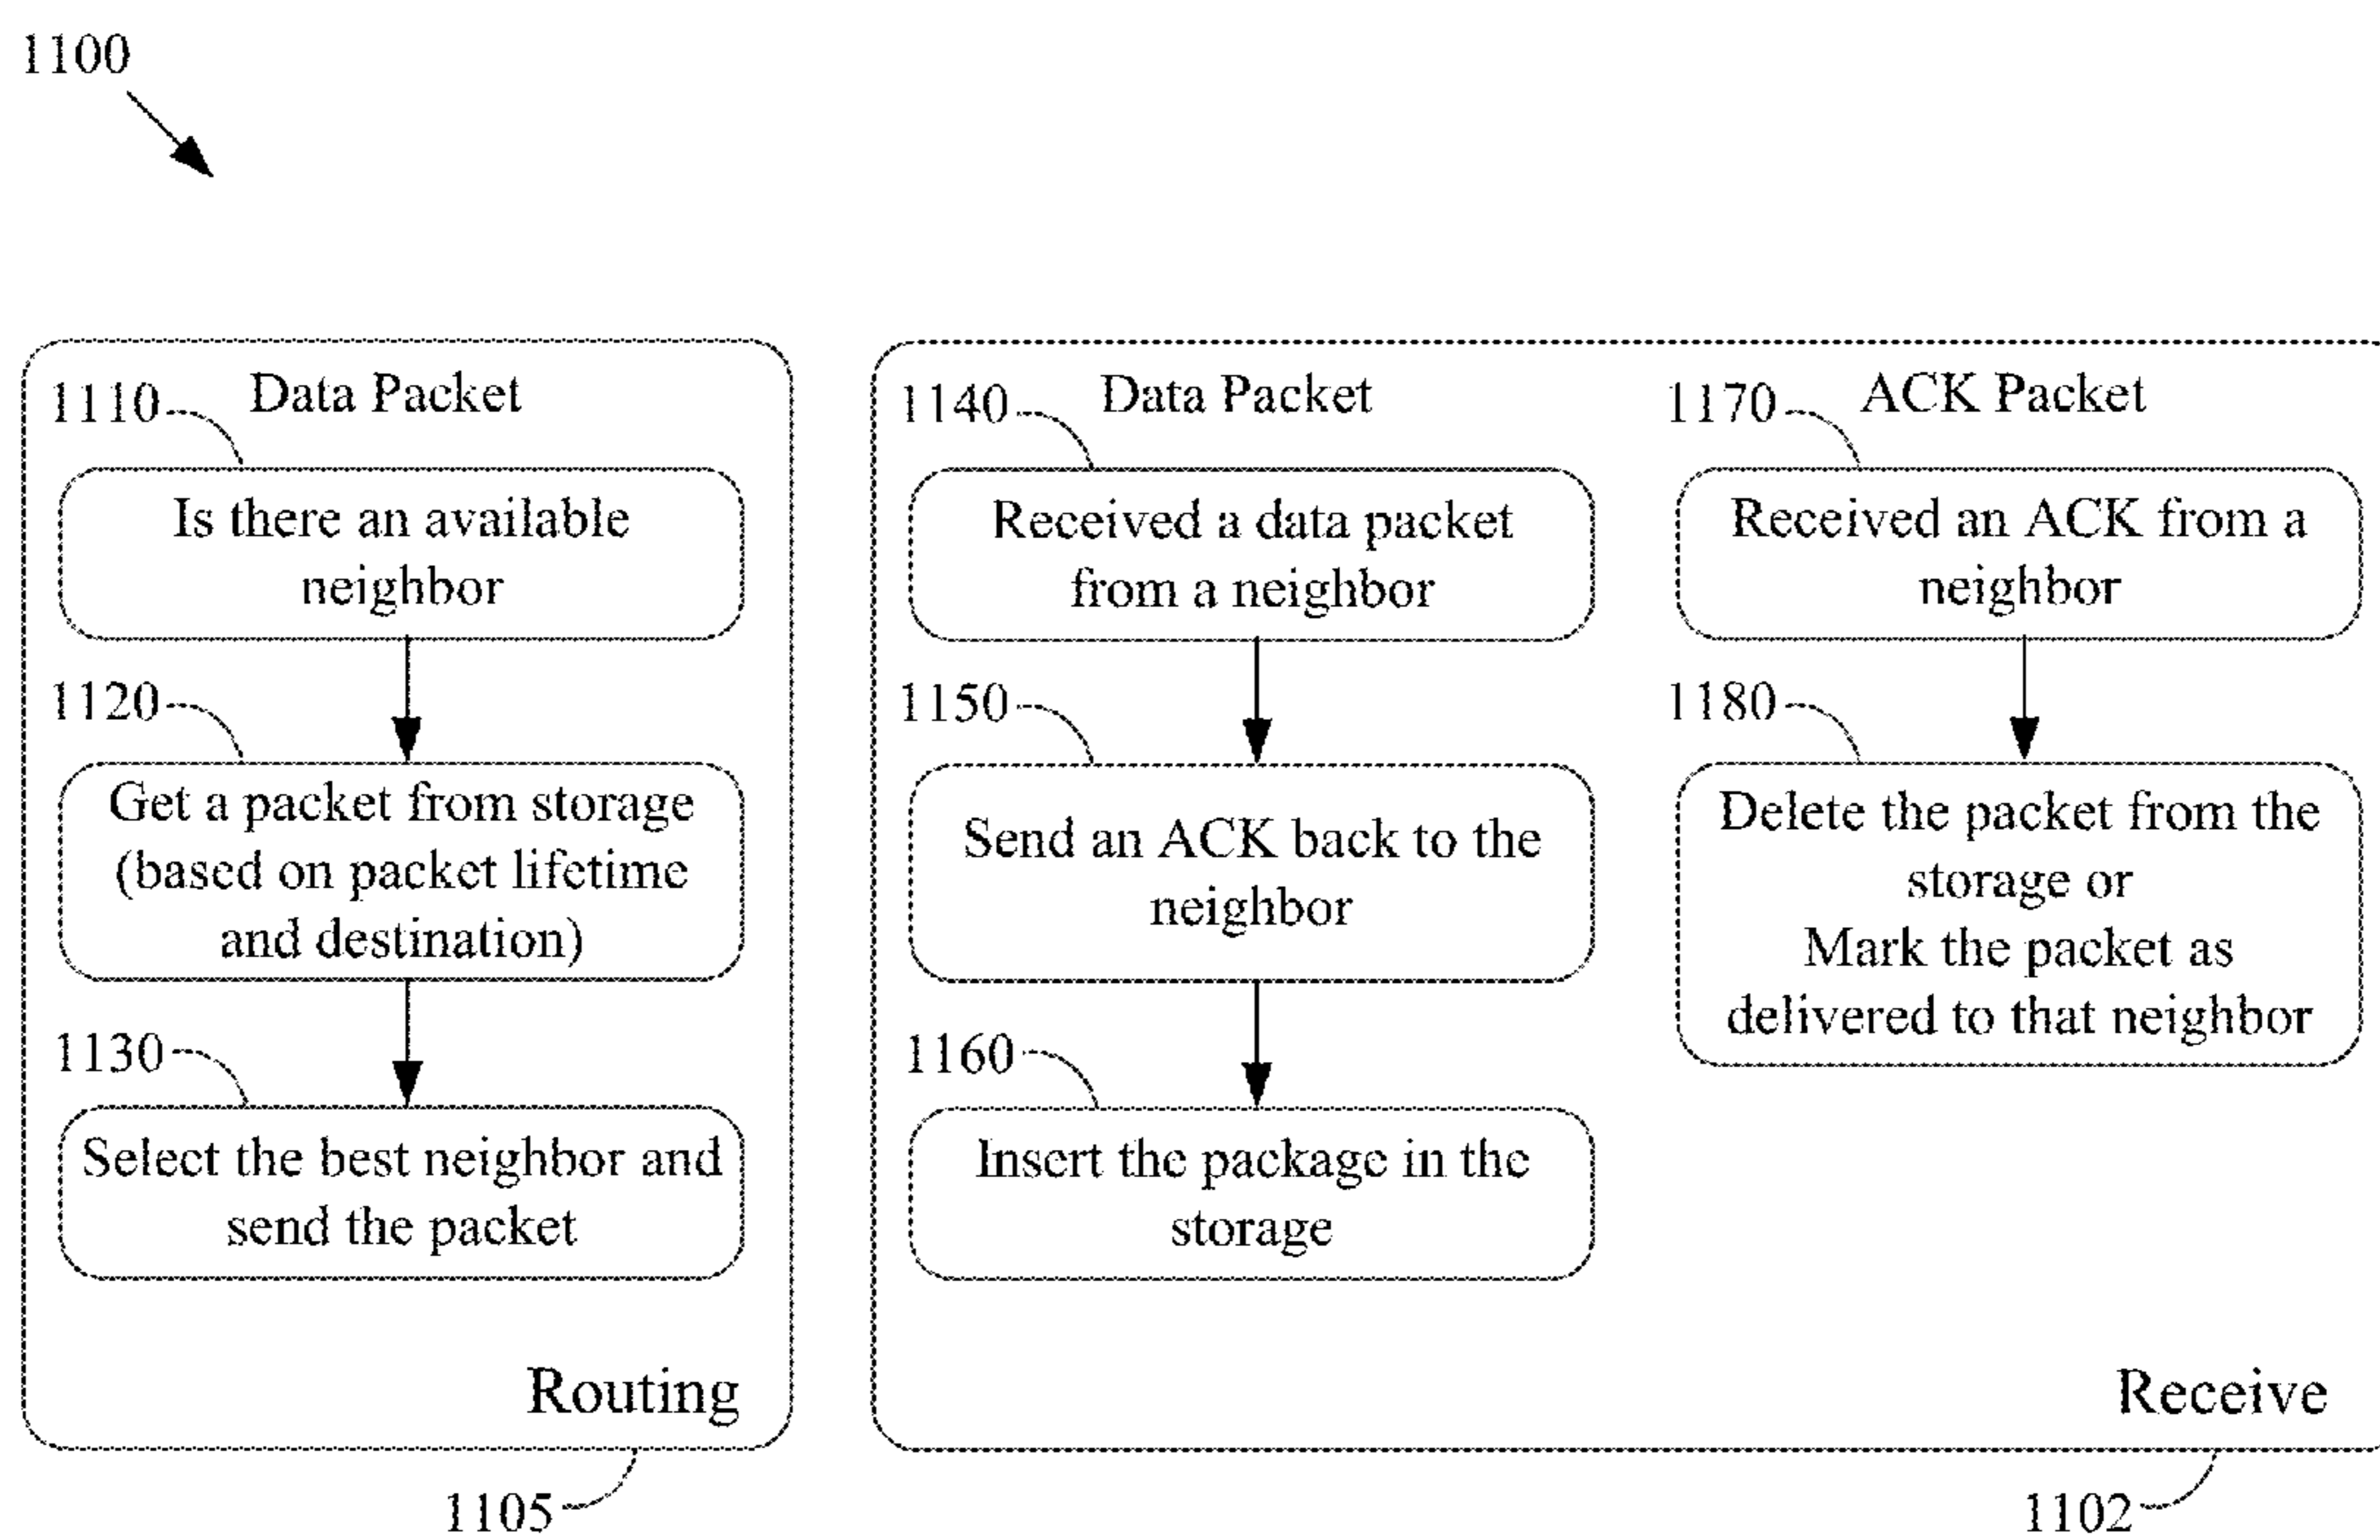 1100
1110
Data Packet
Is there an available
neighbor
1120
Get a packet from storage
(based on packet lifetime
and destination)
1130
Select the best neighbor and
send the packet
Routing
1105
1140
Data Packet
Received a data packet
from a neighbor
1150
Send an ACK back to the
neighbor
1160
Insert the package in the
storage
1170
ACK Packet
Received an ACK from a
neighbor
1180
Delete the packet from the
storage or
Mark the packet as
delivered to that neighbor
Receive
1102